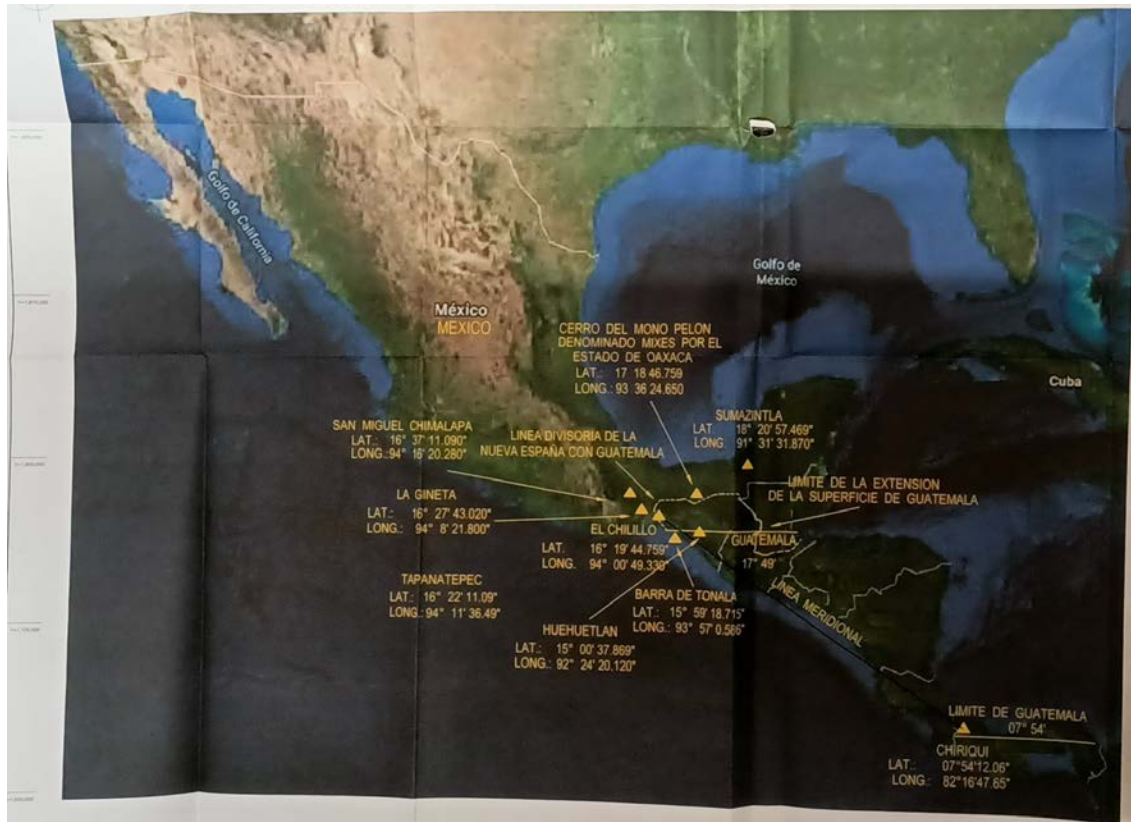 Golfo de California
México
MEXICO
Golfo de
México
Cuba
CERRO DEL MONO PELON
DENOMINADO MIXES POR EL
ESTADO DE OAXACA
LAT.: 17 18 46.759
LONG.: 93 36 24.650
SUMAZINTLA
LAT 18° 20' 57.469"
LONG 91° 31' 31.870"
SAN MIGUEL CHIMALAPA
LAT.: 16° 37' 11.090"
LONG.: 94° 16' 20.280"
LINEA DIVISORIA DE LA
NUEVA ESPAÑA CON GUATEMALA
LIMITE DE LA EXTENSION
DE LA SUPERFICIE DE GUATEMALA
LA GINETA
LAT.: 16° 27' 43.020"
LONG.: 94° 8' 21.800"
EL CHILILLO
LAT. 16° 19' 44.759"
LONG. 94° 00' 49.330"
GUATEMALA
17° 49'
TAPANATEPEC
LAT.: 16° 22' 11.09"
LONG.: 94° 11' 36.49"
BARRA DE TONALA
LAT.: 15° 59' 18.715"
LONG.: 93° 57' 0.586"
HUEHUETLAN
LAT.: 15° 00' 37.869"
LONG.: 92° 24' 20.120"
LINEA MERIDIONAL
LIMITE DE GUATEMALA
07° 54'
CHIRIQUI
LAT.: 07°54'12.06"
LONG.: 82°16'47.65"